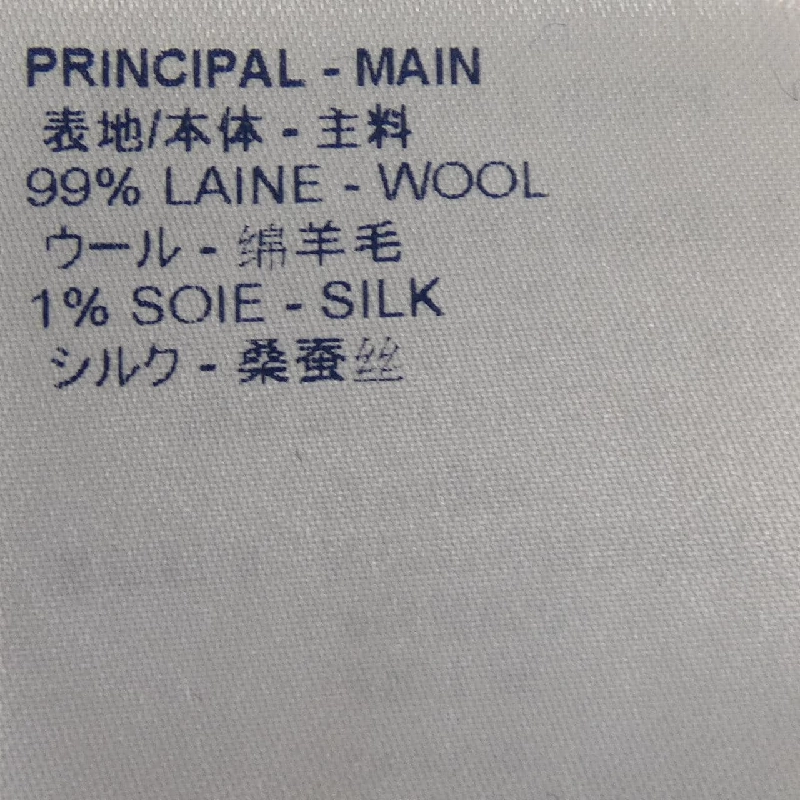 PRINCIPAL - MAIN
表地/本体 - 主料
99% LAINE - WOOL
ウール - 绵羊毛
1% SOIE - SILK
シルク - 桑蚕丝